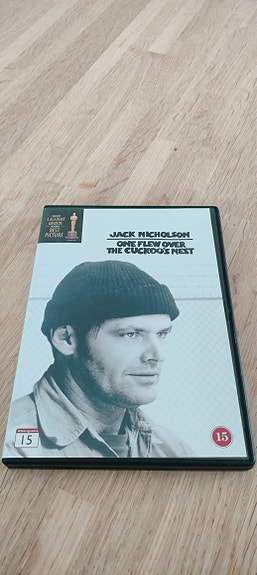 BEST PICTURE
JACK NICHOLSON
ONE FLEW OVER
THE CUCKOO'S NEST
15
15